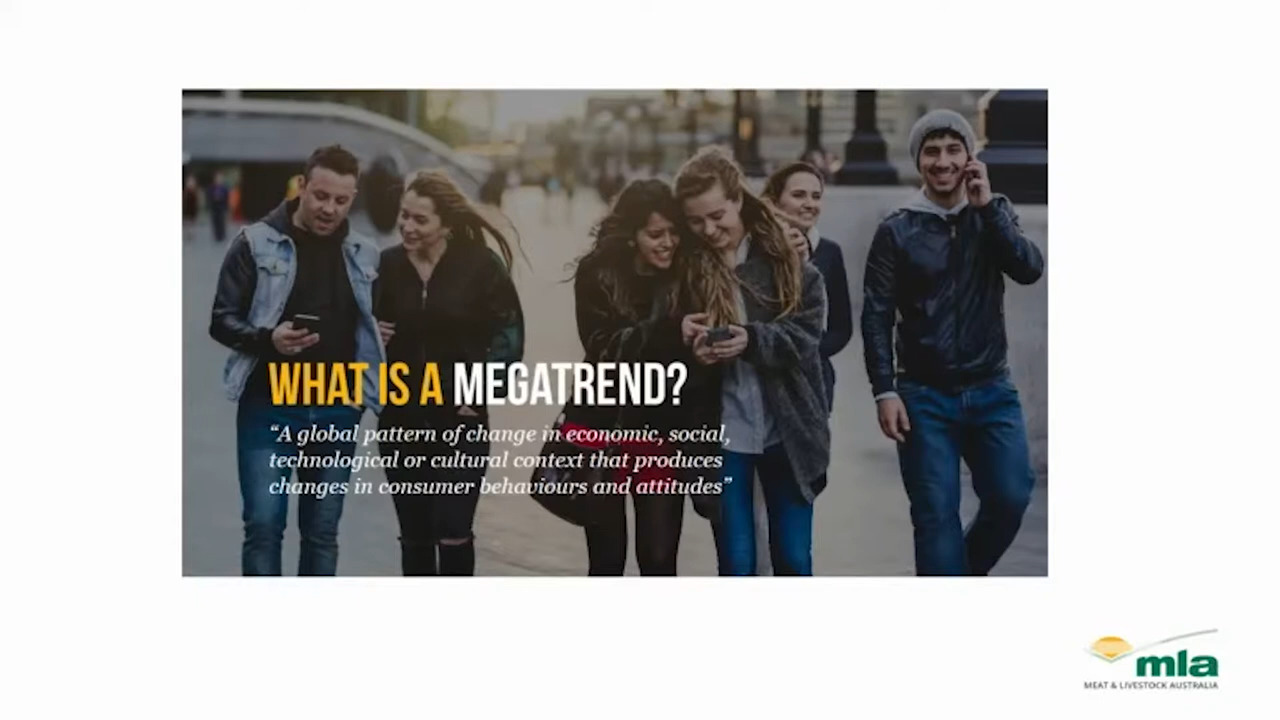 WHAT IS A MEGATREND?
“A global pattern of change in economic, social,
technological or cultural context that produces
changes in consumer behaviours and attitudes”
mla
MEAT & LIVESTOCK AUSTRALIA